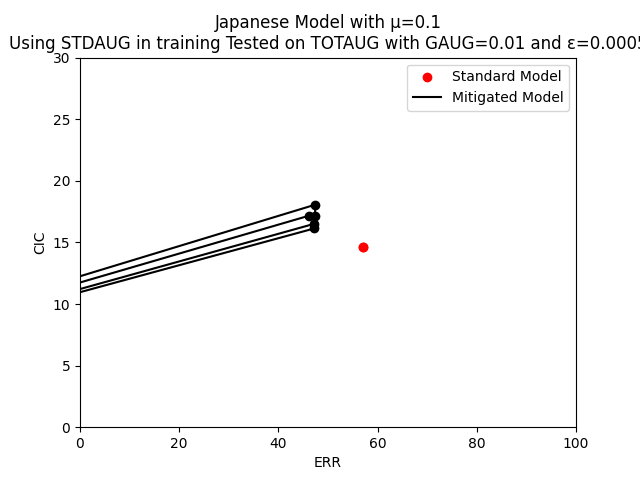 Japanese Model with μ=0.1
Using STDAUG in training Tested on TOTAUG with GAUG=0.01 and ε=0.0005
Standard Model
Mitigated Model
30
25
20
15
10
5
0
CIC
0 20 40 60 80 100
ERR